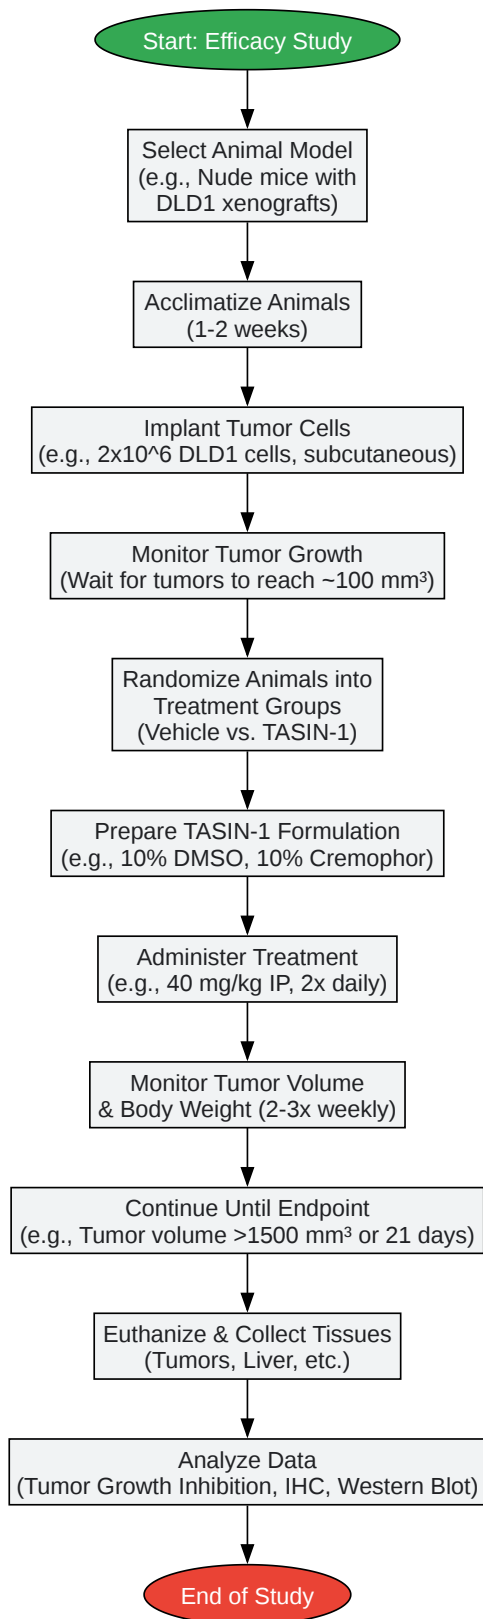 Start: Efficacy Study
Select Animal Model
(e.g., Nude mice with
DLD1 xenografts)
Acclimatize Animals
(1-2 weeks)
Implant Tumor Cells
(e.g., 2x10^6 DLD1 cells, subcutaneous)
Monitor Tumor Growth
(Wait for tumors to reach ~100 mm³)
Randomize Animals into
Treatment Groups
(Vehicle vs. TASIN-1)
Prepare TASIN-1 Formulation
(e.g., 10% DMSO, 10% Cremophor)
Administer Treatment
(e.g., 40 mg/kg IP, 2x daily)
Monitor Tumor Volume
& Body Weight (2-3x weekly)
Continue Until Endpoint
(e.g., Tumor volume >1500 mm³ or 21 days)
Euthanize & Collect Tissues
(Tumors, Liver, etc.)
Analyze Data
(Tumor Growth Inhibition, IHC, Western Blot)
End of Study